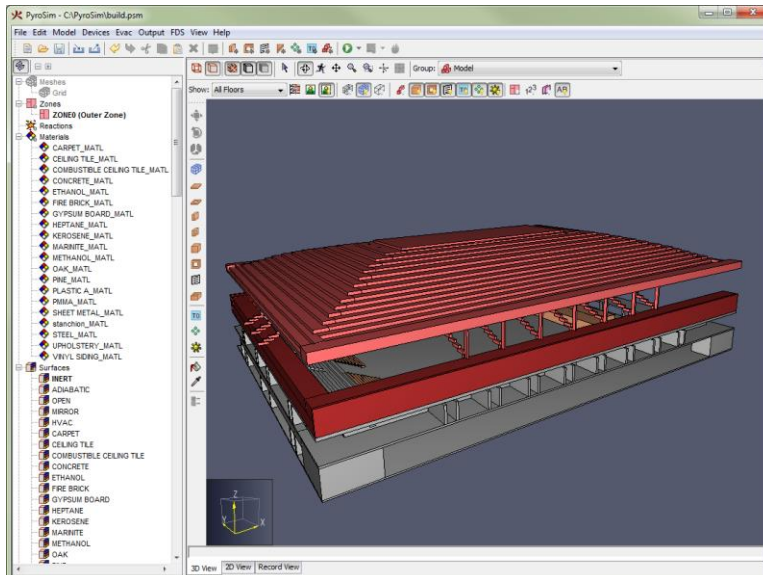 PyroSim - C:\PyroSim\build.psm
File Edit Model Devices Evac Output FDS View Help
Group: Model
Show: All Floors
Meshes
Grid
Zones
ZONE0 (Outer Zone)
Reactions
Materials
CARPET_MATL
CEILING TILE_MATL
COMBUSTIBLE CEILING TILE_MATL
CONCRETE_MATL
ETHANOL_MATL
FIRE BRICK_MATL
GYPSUM BOARD_MATL
HEPTANE_MATL
KEROSENE_MATL
MARINITE_MATL
METHANOL_MATL
OAK_MATL
PINE_MATL
PLASTIC A_MATL
PMMA_MATL
SHEET METAL_MATL
stanchion_MATL
STEEL_MATL
UPHOLSTERY_MATL
VINYL SIDING_MATL
Surfaces
INERT
ADIABATIC
OPEN
MIRROR
HVAC
CARPET
CEILING TILE
COMBUSTIBLE CEILING TILE
CONCRETE
ETHANOL
FIRE BRICK
GYPSUM BOARD
HEPTANE
KEROSENE
MARINITE
METHANOL
OAK
Z
Y
X
3D View 2D View Record View